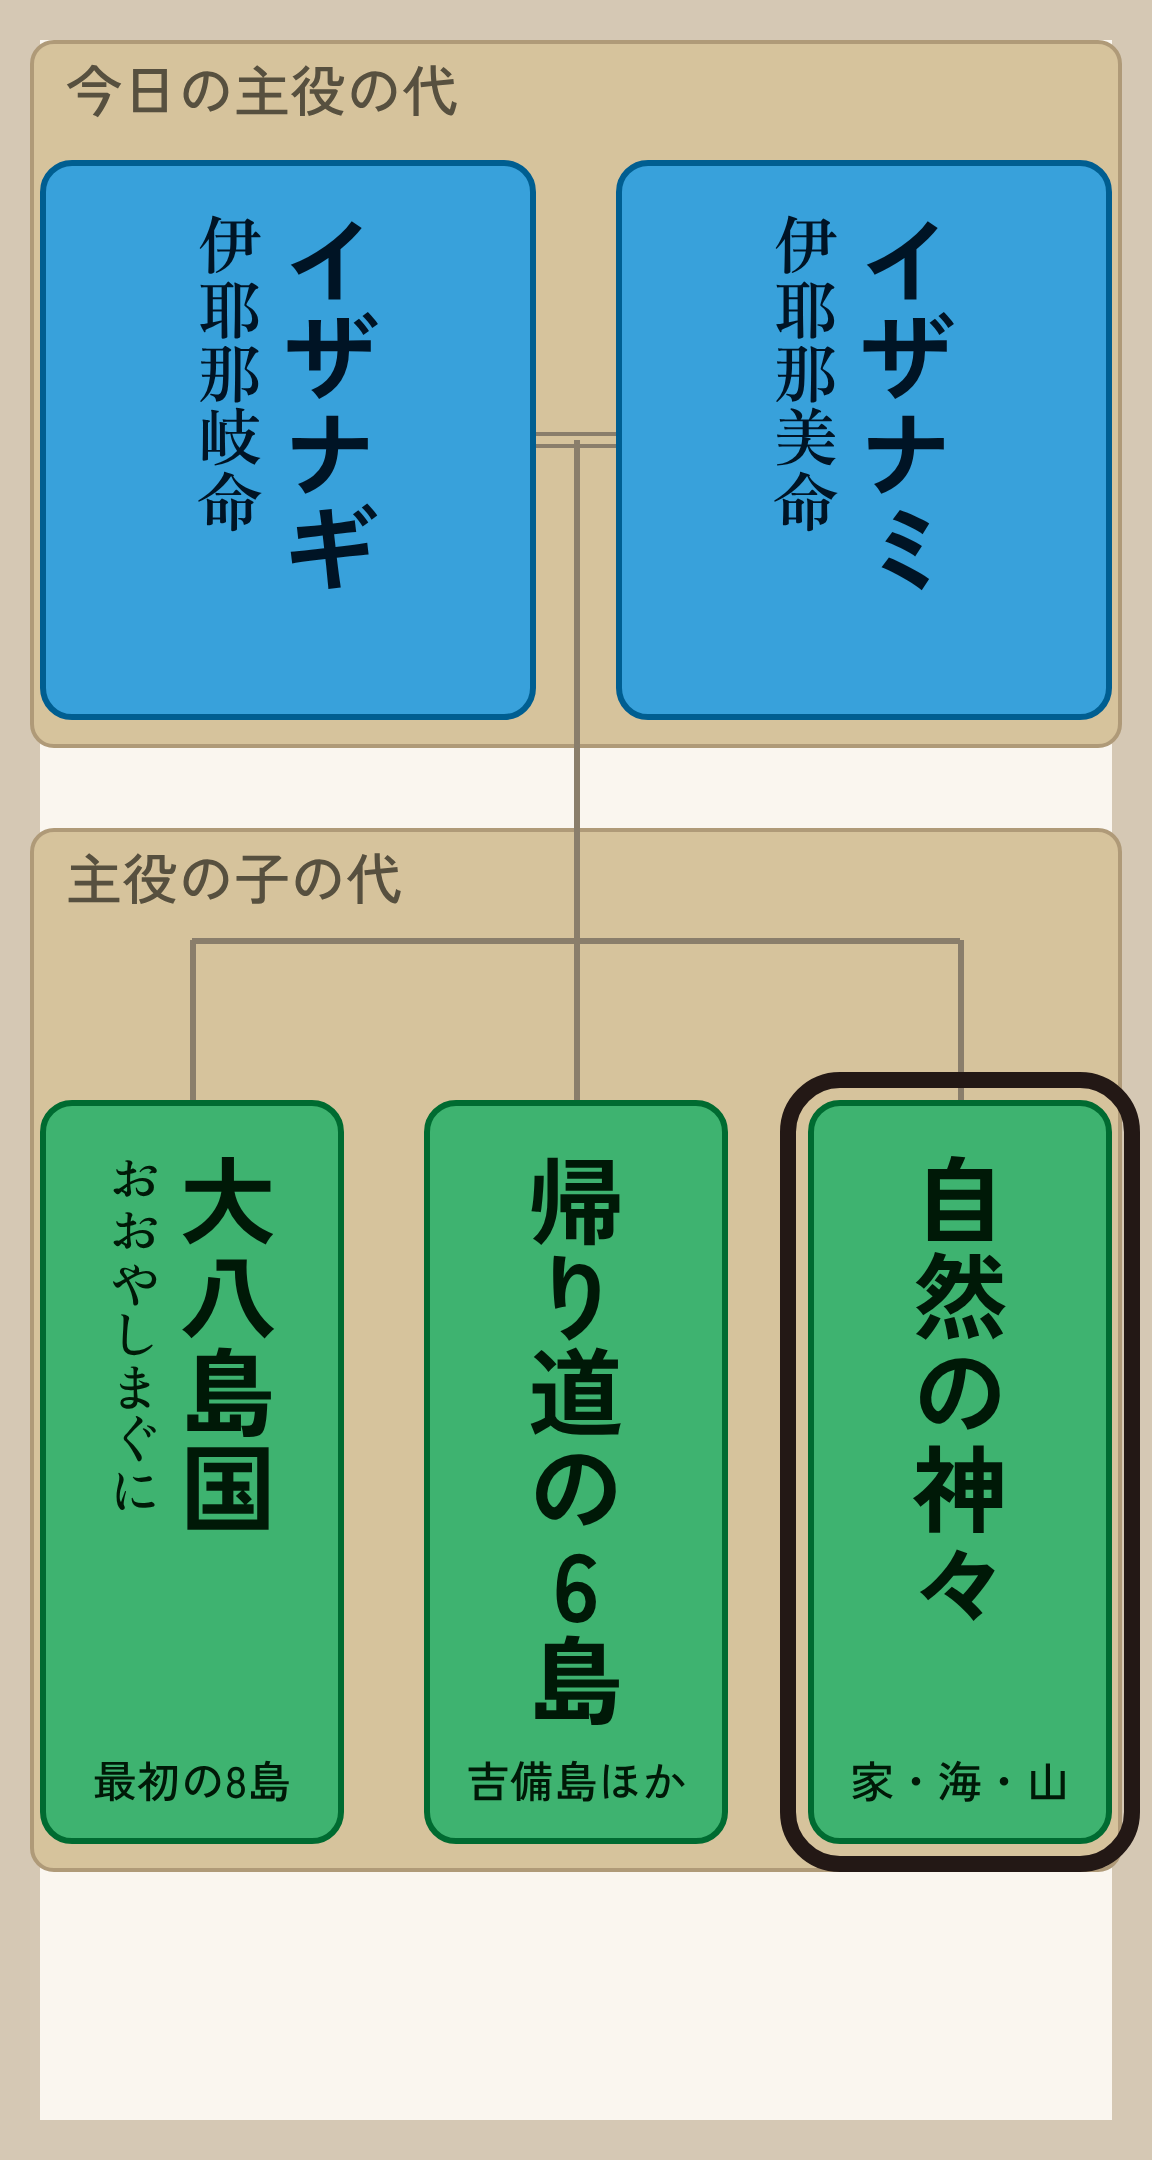 今日の主役の代
イザナギ
伊耶那岐命
イザナミ
伊耶那美命
主役の子の代
大八島国
おおやしまぐに
最初の8島
帰り道の6島
吉備島ほか
自然の神々
家・海・山